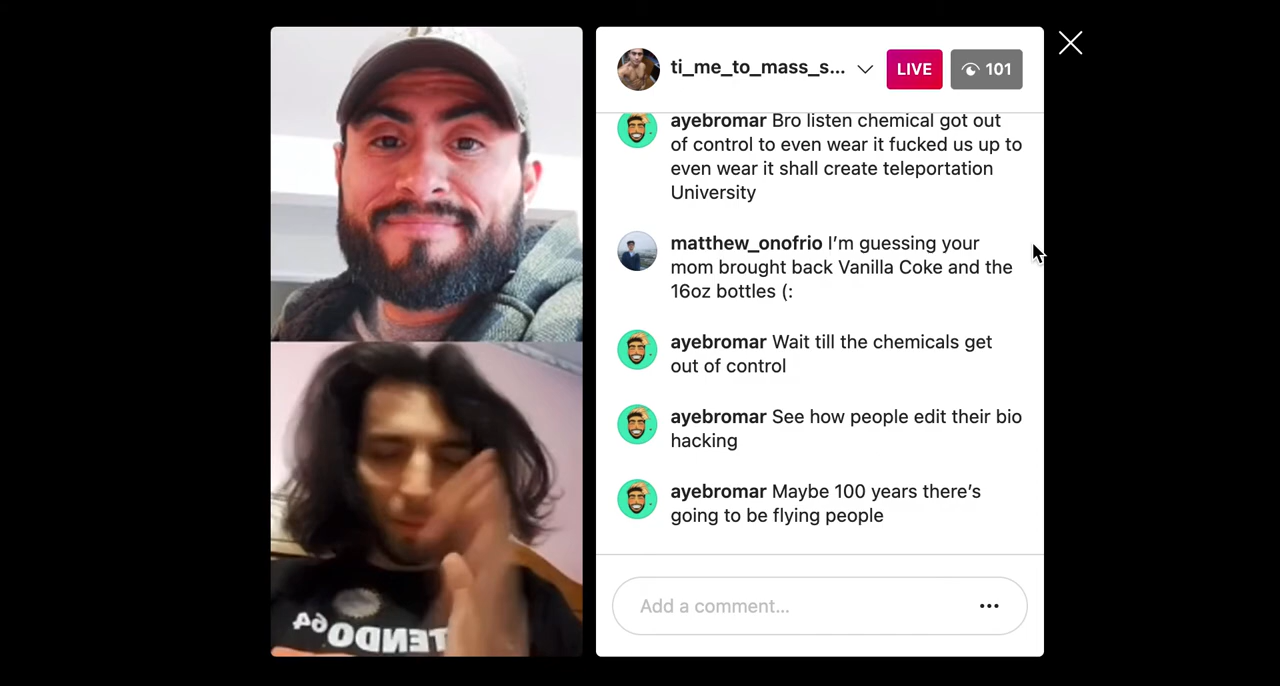 ti_me_to_mass_s...
LIVE
101
ayebromar Bro listen chemical got out
of control to even wear it fucked us up to
even wear it shall create teleportation
University
matthew_onofrio I’m guessing your
mom brought back Vanilla Coke and the
16oz bottles (:
ayebromar Wait till the chemicals get
out of control
ayebromar See how people edit their bio
hacking
ayebromar Maybe 100 years there’s
going to be flying people
Add a comment...
TENDO64